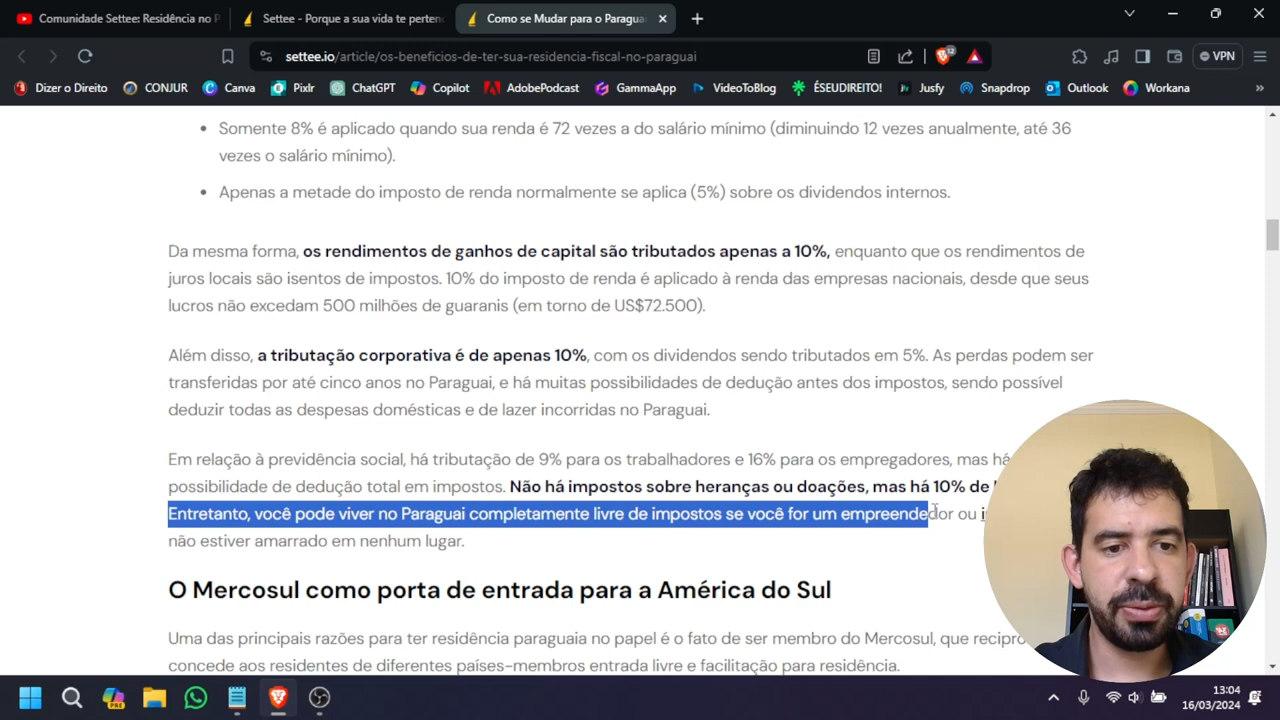 Comunidade Settee: Residência no P
Settee - Porque a sua vida te perten
Como se Mudar para o Paragua
settee.io/article/os-beneficios-de-ter-sua-residencia-fiscal-no-paraguai
12
VPN
Dizer o Direito
CONJUR
Canva
Pixlr
ChatGPT
Copilot
AdobePodcast
GammaApp
VideoToBlog
ÉSEUDIREITO!
Jusfy
Snapdrop
Outlook
Workana
»
• Somente 8% é aplicado quando sua renda é 72 vezes a do salário mínimo (diminuindo 12 vezes anualmente, até 36
vezes o salário mínimo).
• Apenas a metade do imposto de renda normalmente se aplica (5%) sobre os dividendos internos.
Da mesma forma, os rendimentos de ganhos de capital são tributados apenas a 10%, enquanto que os rendimentos de
juros locais são isentos de impostos. 10% do imposto de renda é aplicado à renda das empresas nacionais, desde que seus
lucros não excedam 500 milhões de guaranis (em torno de US$72.500).
Além disso, a tributação corporativa é de apenas 10%, com os dividendos sendo tributados em 5%. As perdas podem ser
transferidas por até cinco anos no Paraguai, e há muitas possibilidades de dedução antes dos impostos, sendo possível
deduzir todas as despesas domésticas e de lazer incorridas no Paraguai.
Em relação à previdência social, há tributação de 9% para os trabalhadores e 16% para os empregadores, mas há
possibilidade de dedução total em impostos. Não há impostos sobre heranças ou doações, mas há 10% de
Entretanto, você pode viver no Paraguai completamente livre de impostos se você for um empreendedor ou
não estiver amarrado em nenhum lugar.
O Mercosul como porta de entrada para a América do Sul
Uma das principais razões para ter residência paraguaia no papel é o fato de ser membro do Mercosul, que recipro
concede aos residentes de diferentes países-membros entrada livre e facilitação para residência.
PRE
13:04
16/03/2024